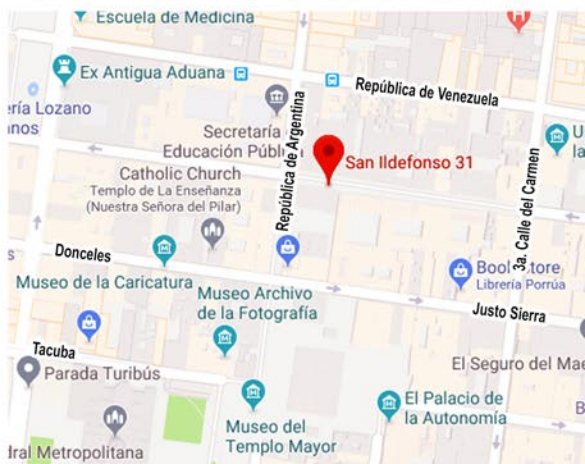 Escuela de Medicina
Ex Antigua Aduana
República de Venezuela
ería Lozano
anos
Secretaría
Educación Públi
República de Argentina
San Ildefonso 31
U
la
3a. Calle del Carmen
Catholic Church
Templo de La Enseñanza
(Nuestra Señora del Pilar)
Donceles
Museo de la Caricatura
Book Store
Librería Porrúa
Museo Archivo
de la Fotografía
Justo Sierra
Tacuba
Parada Turibús
El Seguro del Mae
El Palacio de
la Autonomía
B
Museo del
Templo Mayor
dral Metropolitana
H